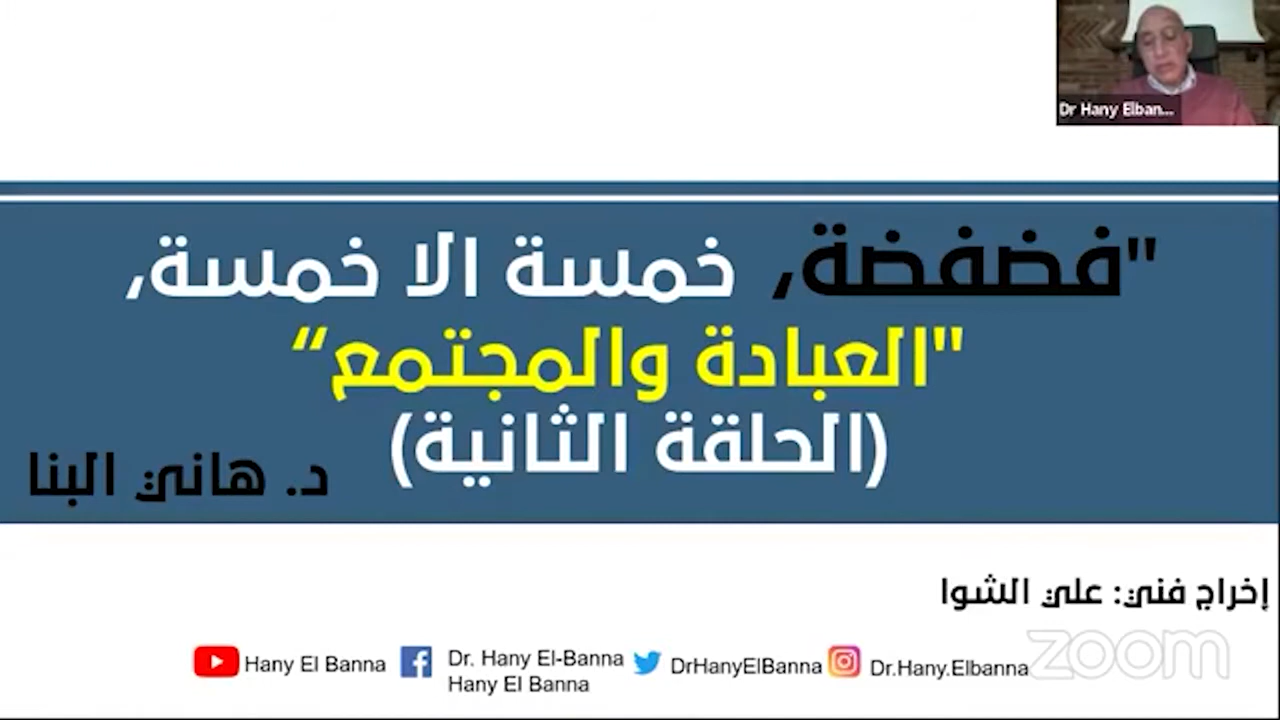 Dr Hany Elban...
"فضفضة، خمسة الا خمسة،
"العبادة والمجتمع“
(الحلقة الثانية)
د. هاني البنا
إخراج فني: علي الشوا
zoom
Hany El Banna
Dr. Hany El-Banna
Hany El Banna
DrHanyElBanna
Dr.Hany.Elbanna